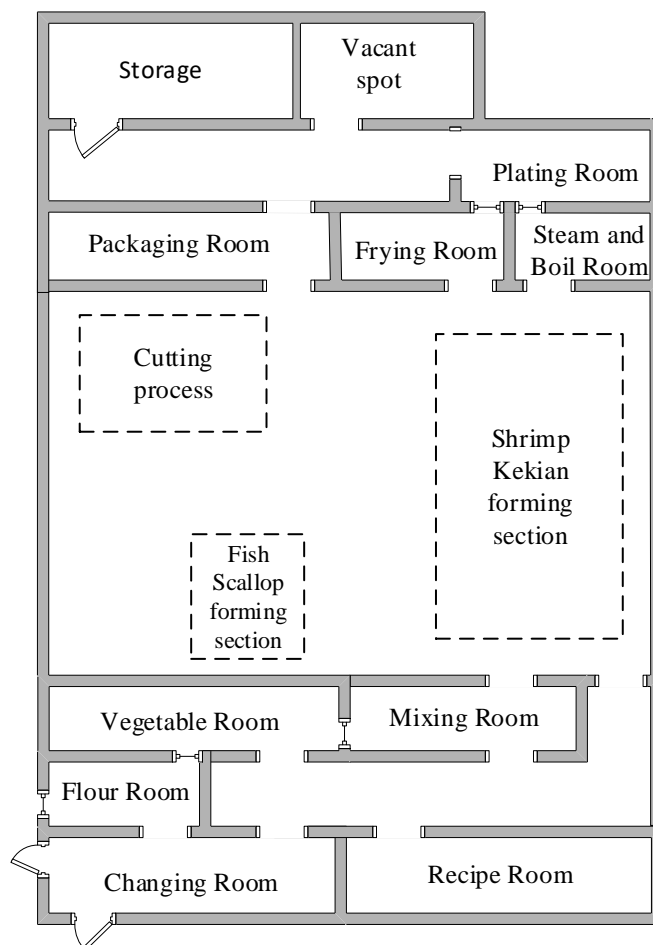 Storage
Vacant
spot
Plating Room
Packaging Room
Frying Room
Steam and
Boil Room
Cutting
process
Shrimp
Kekian
forming
section
Fish
Scallop
forming
section
Vegetable Room
Mixing Room
Flour Room
Changing Room
Recipe Room